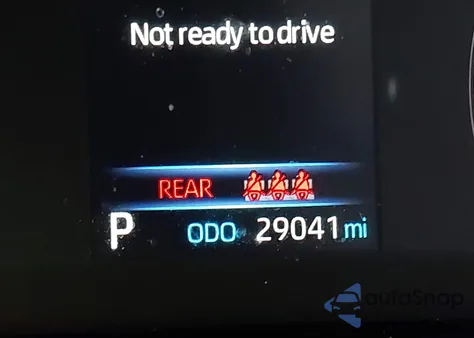 Not ready to drive
REAR
P ODO 29041 mi
autoSnap